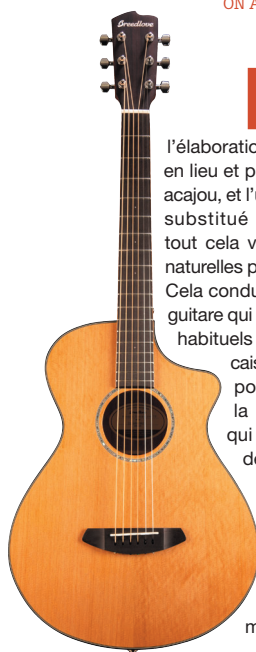 ON A
Breedlove
l'élaboratio
en lieu et p
acajou, et l'u
substitué
tout cela v
naturelles p
Cela condu
guitare qui
habituels
cais
po
la
qui
de
m